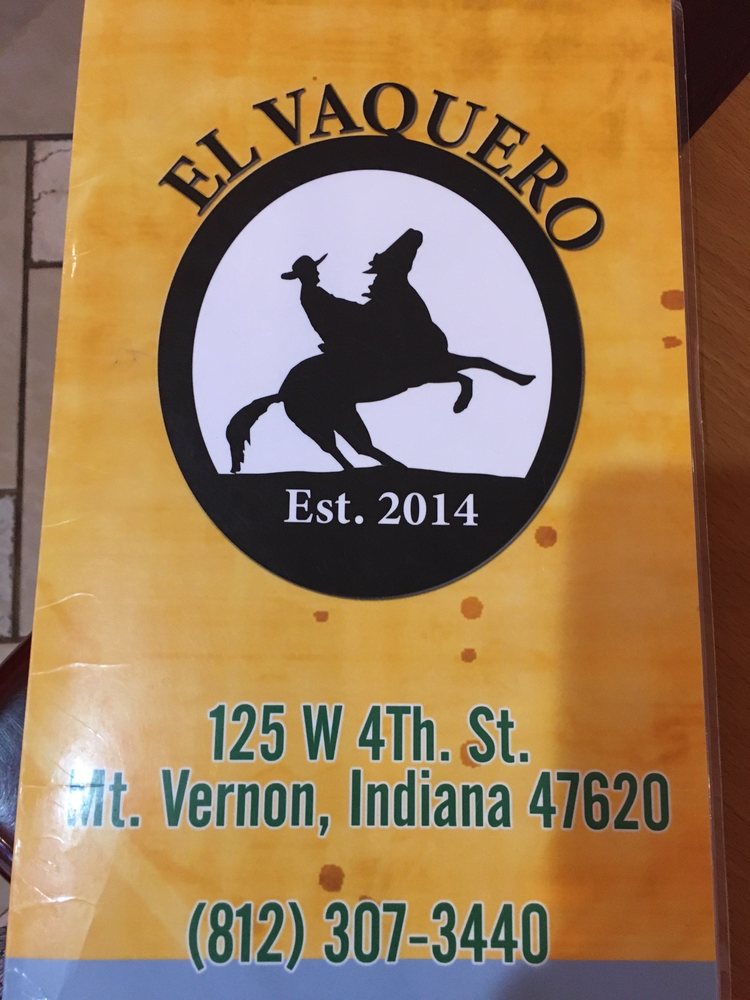 EL VAQUERO
Est. 2014
125 W 4Th. St.
Mt. Vernon, Indiana 47620
(812) 307-3440